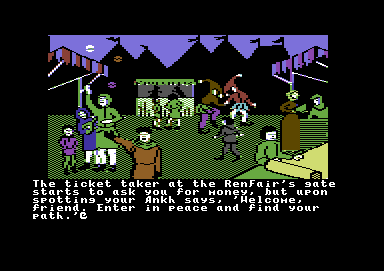 The ticket taker at the RenFair's gate
starts to ask you for money, but upon
spotting your Ankh says, 'Welcome,
friend. Enter in peace and find your
path.'